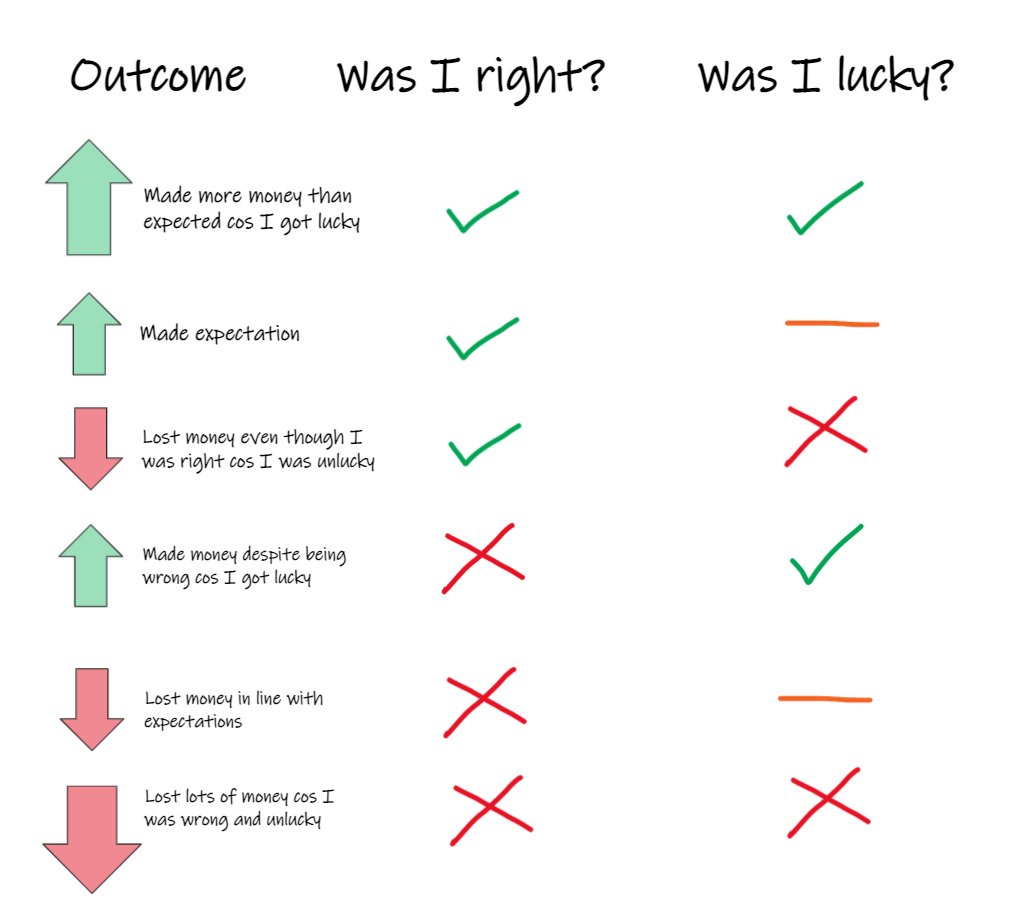 Outcome
Was I right?
Was I lucky?
Made more money than
expected cos I got lucky
Made expectation
Lost money even though I
was right cos I was unlucky
Made money despite being
wrong cos I got lucky
Lost money in line with
expectations
Lost lots of money cos I
was wrong and unlucky